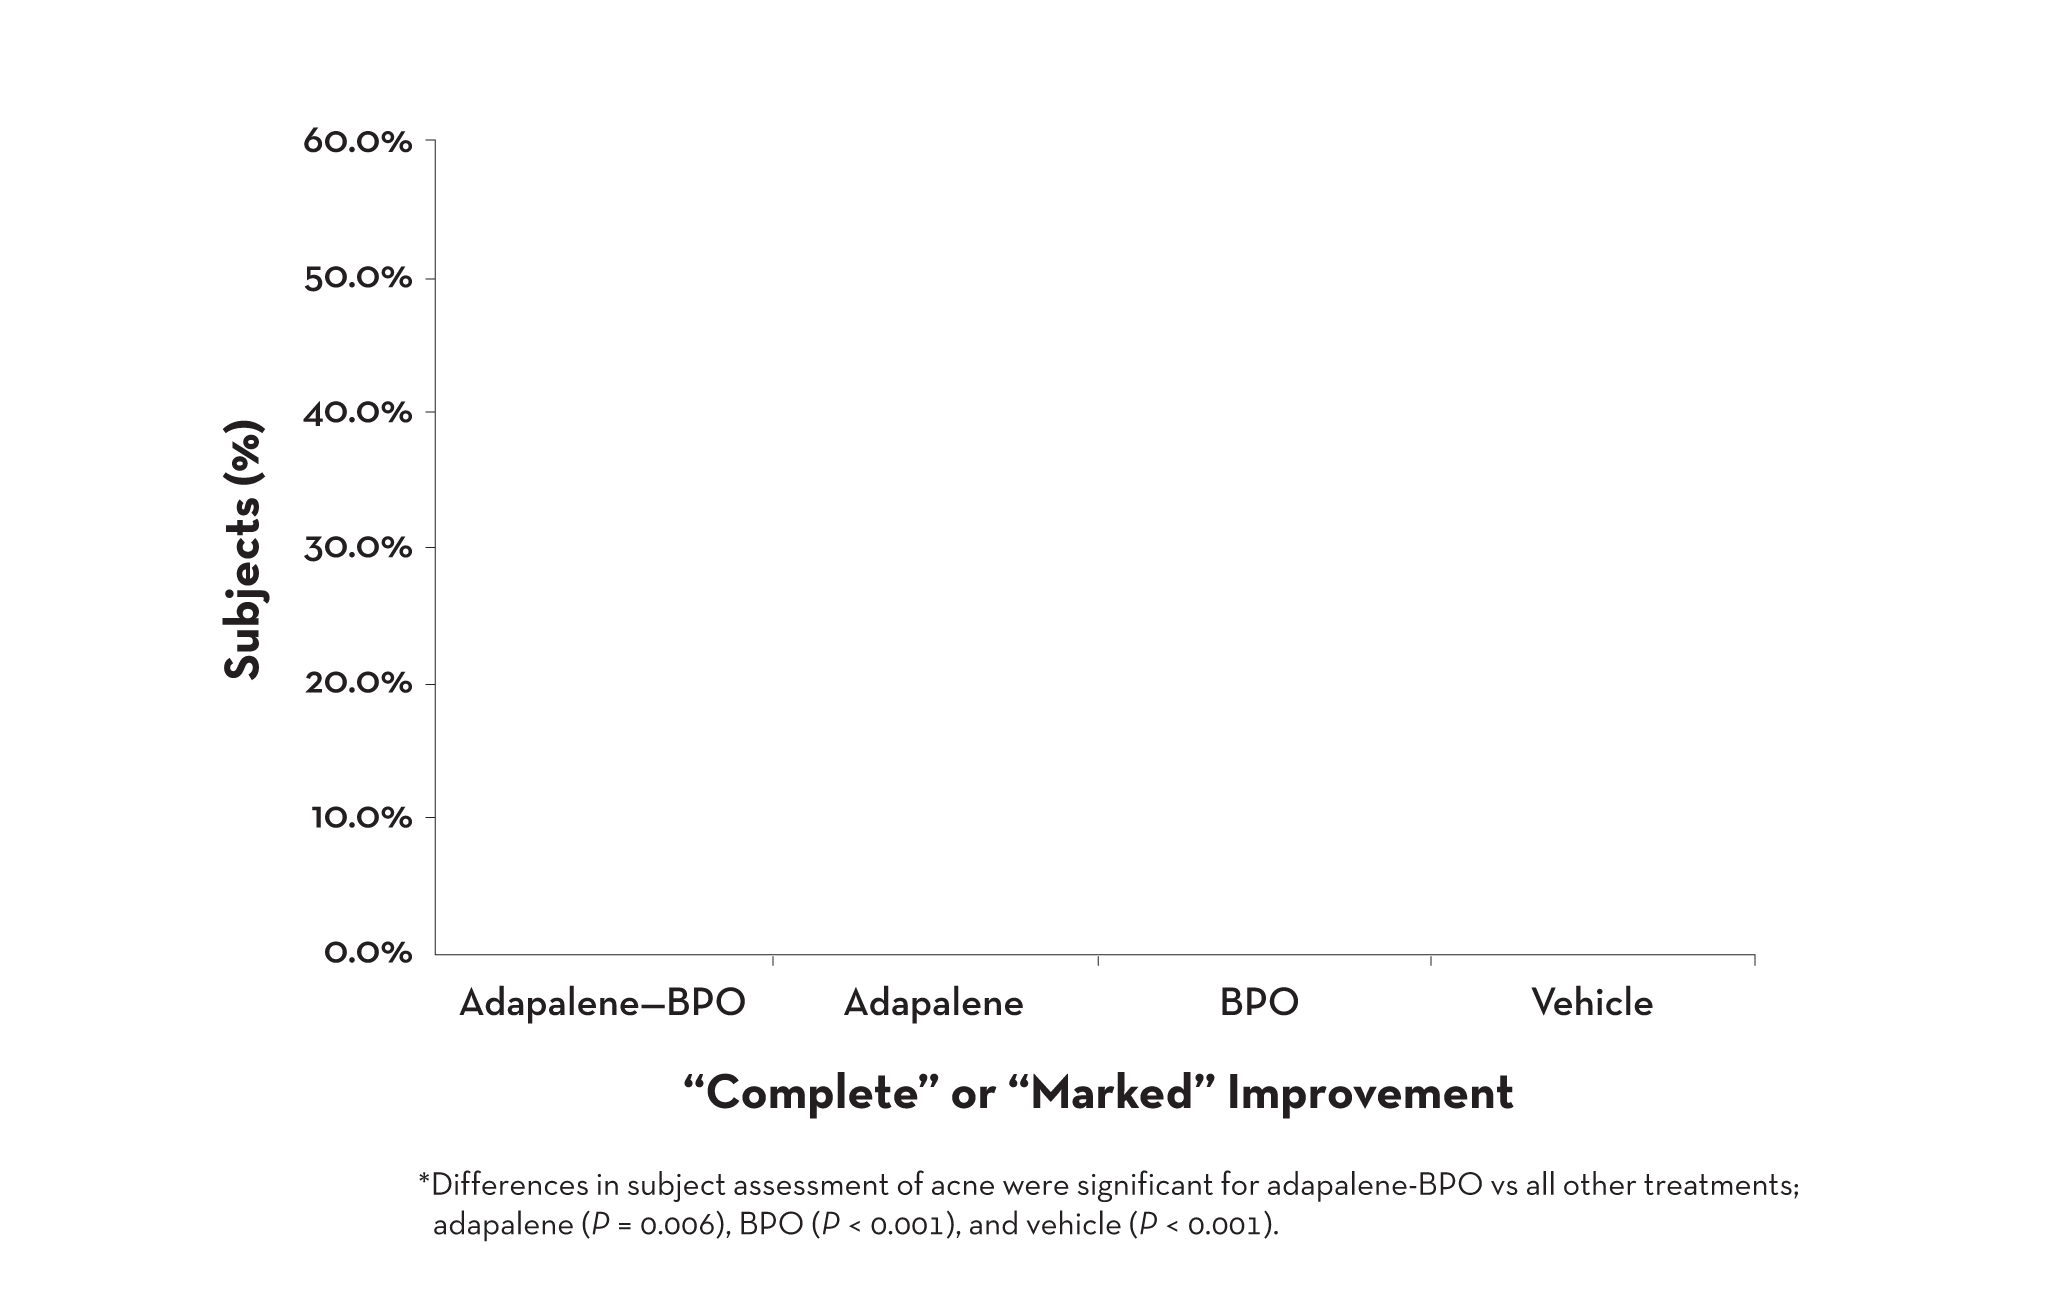 60.0%
50.0%
40.0%
30.0%
20.0%
10.0%
0.0%
Subjects (%)
Adapalene—BPO
Adapalene
BPO
Vehicle
“Complete” or “Marked” Improvement
*Differences in subject assessment of acne were significant for adapalene-BPO vs all other treatments;
adapalene (P = 0.006), BPO (P < 0.001), and vehicle (P < 0.001).